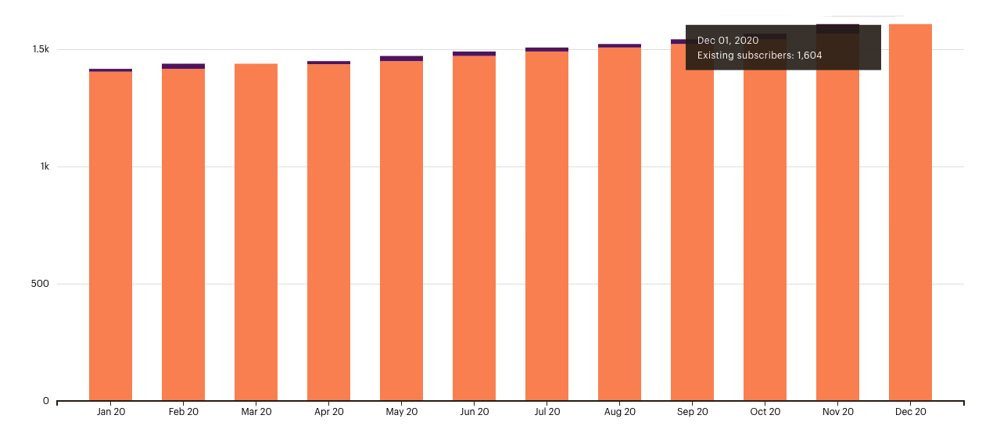 Dec 01, 2020
Existing subscribers: 1,604
1.5k
1k
500
0
Jan 20
Feb 20
Mar 20
Apr 20
May 20
Jun 20
Jul 20
Aug 20
Sep 20
Oct 20
Nov 20
Dec 20